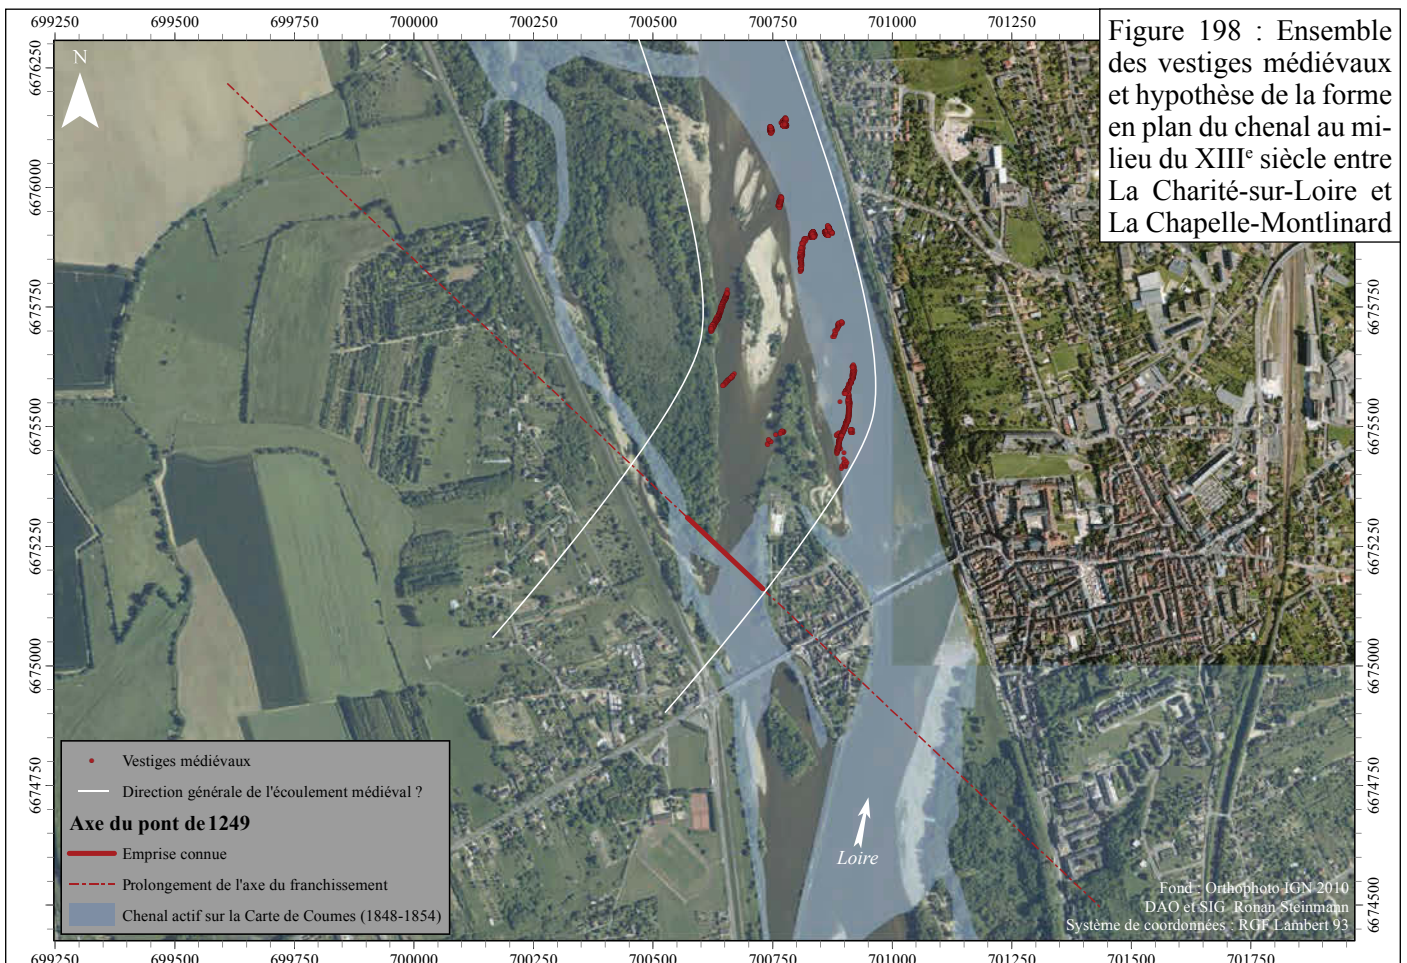 699250 699500 699750 700000 700250 700500 700750 701000 701250
Figure 198 : Ensemble
des vestiges médiévaux
et hypothèse de la forme
en plan du chenal au mi-
lieu du XIIIe siècle entre
La Charité-sur-Loire et
La Chapelle-Montlinard
N
6676250
6676000
6675750
6675500
6675250
6675000
6674750
6675750
6675500
6675250
6675000
6674750
6674500
Vestiges médiévaux
Direction générale de l'écoulement médiéval ?
Axe du pont de 1249
Emprise connue
Prolongement de l'axe du franchissement
Chenal actif sur la Carte de Coumes (1848-1854)
Loire
Fond : Orthophoto IGN 2010
DAO et SIG Ronan Steinmann
Système de coordonnées : RGF Lambert 93
699250 699500 699750 700000 700250 700500 700750 701000 701250 701500 701750